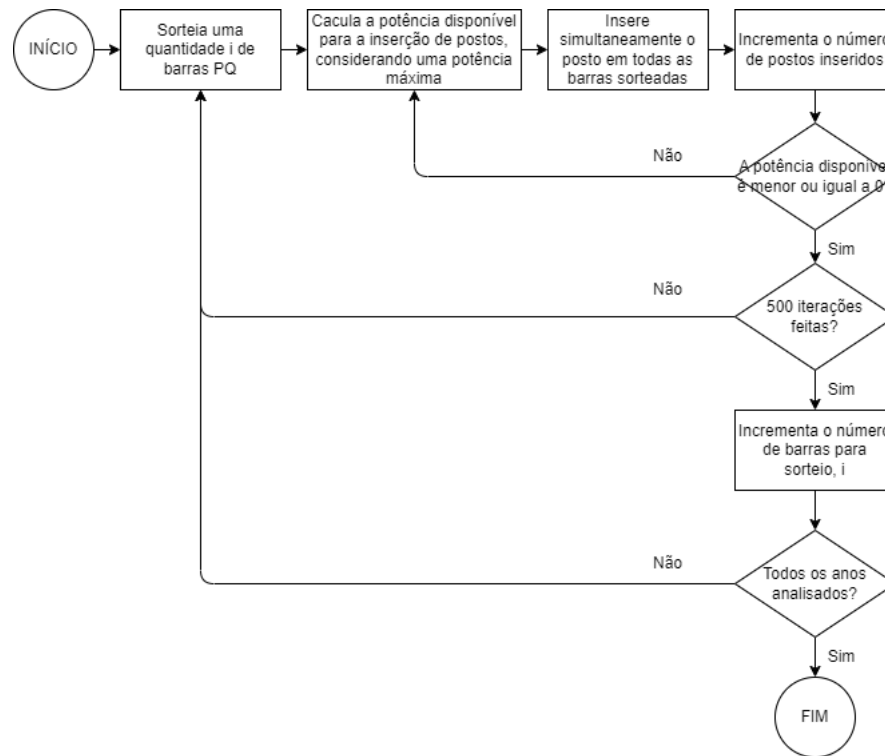 INÍCIO
Sorteia uma
quantidade i de
barras PQ
Cacula a potência disponível
para a inserção de postos,
considerando uma potência
máxima
Insere
simultaneamente o
posto em todas as
barras sorteadas
Incrementa o número
de postos inseridos
Não
A potência disponíve
é menor ou igual a 0
Sim
Não
500 iterações
feitas?
Sim
Incrementa o número
de barras para
sorteio, i
Não
Todos os anos
analisados?
Sim
FIM